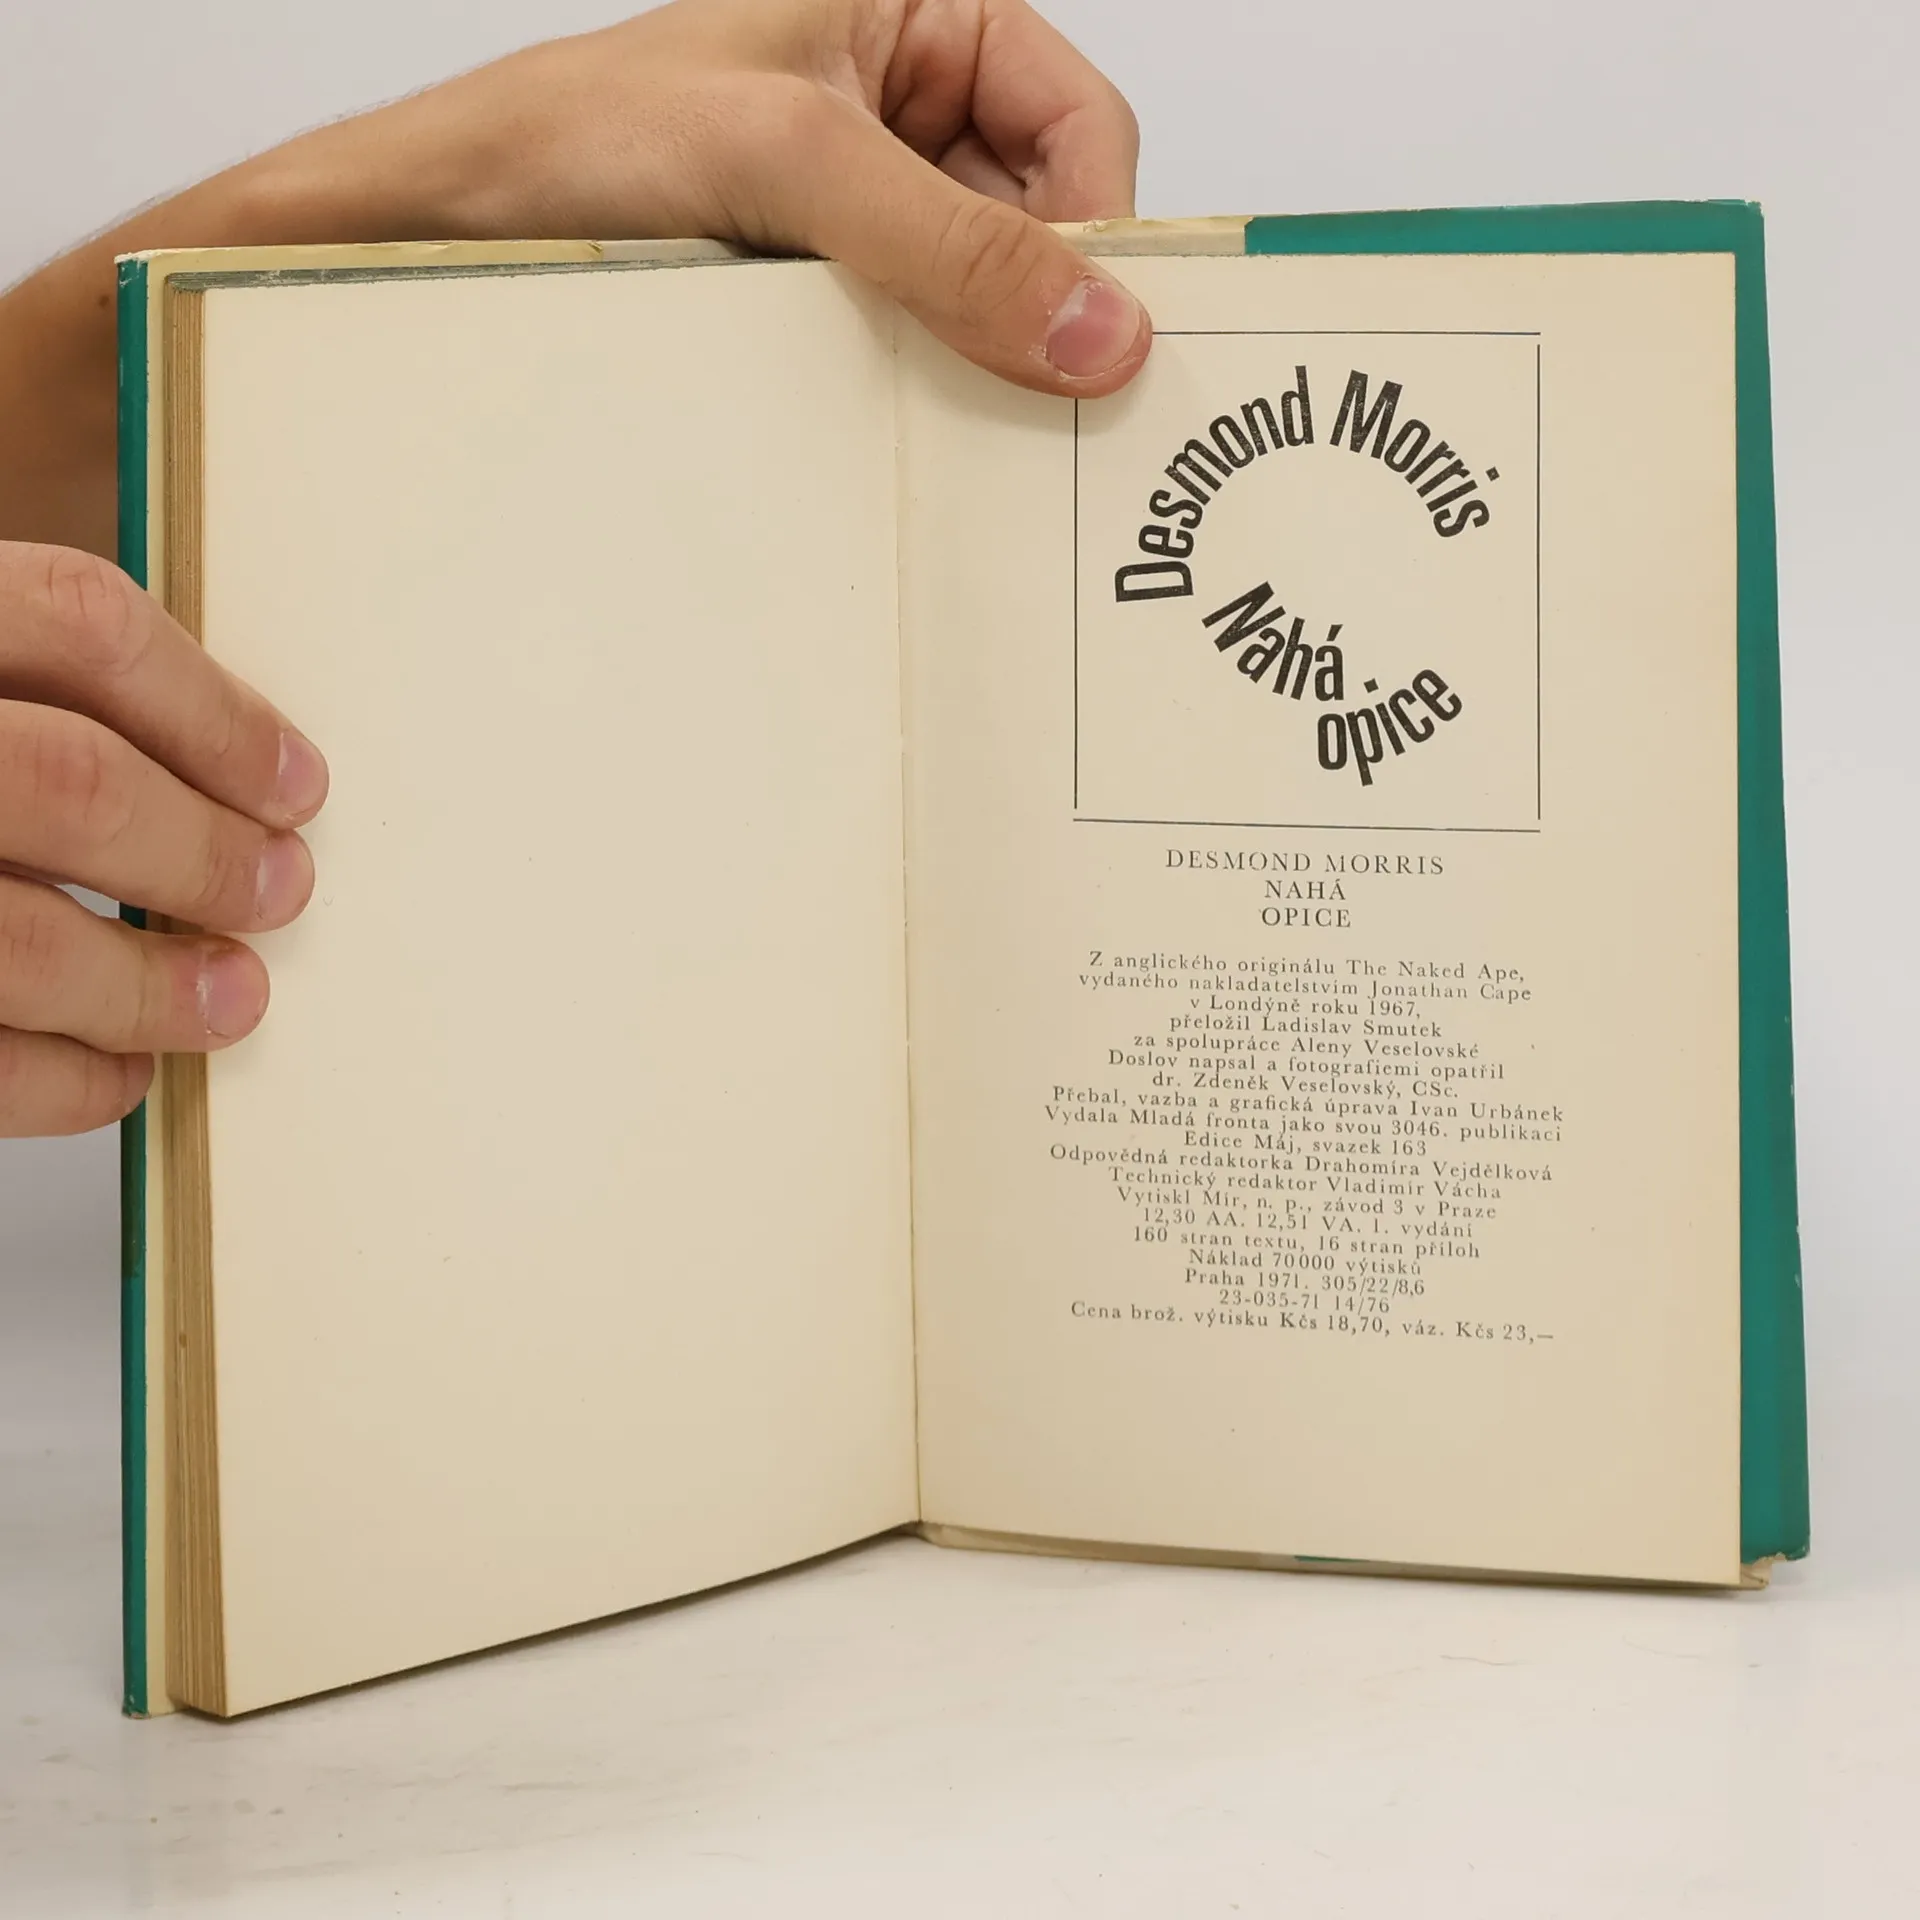 Desmond Morris
Nahá
opice
DESMOND MORRIS
NAHÁ
OPICE
Z anglického originálu The Naked Ape,
vydaného nakladatelstvím Jonathan Cape
v Londýně roku 1967,
přeložil Ladislav Smutek
za spolupráce Aleny Veselovské
Doslov napsal a fotografiemi opatřil
dr. Zdeněk Veselovský, CSc.
Přebal, vazba a grafická úprava Ivan Urbánek
Vydala Mladá fronta jako svou 3046. publikaci
Edice Máj, svazek 163
Odpovědná redaktorka Drahomíra Vejdělková
Technický redaktor Vladimír Vácha
Vytiskl Mír, n. p., závod 3 v Praze
12,30 AA. 12,51 VA. 1. vydání
160 stran textu, 16 stran příloh
Náklad 70000 výtisků
Praha 1971. 305/22/8,6
23-035-71 14/76
Cena brož. výtisku Kčs 18,70, váz. Kčs 23,—